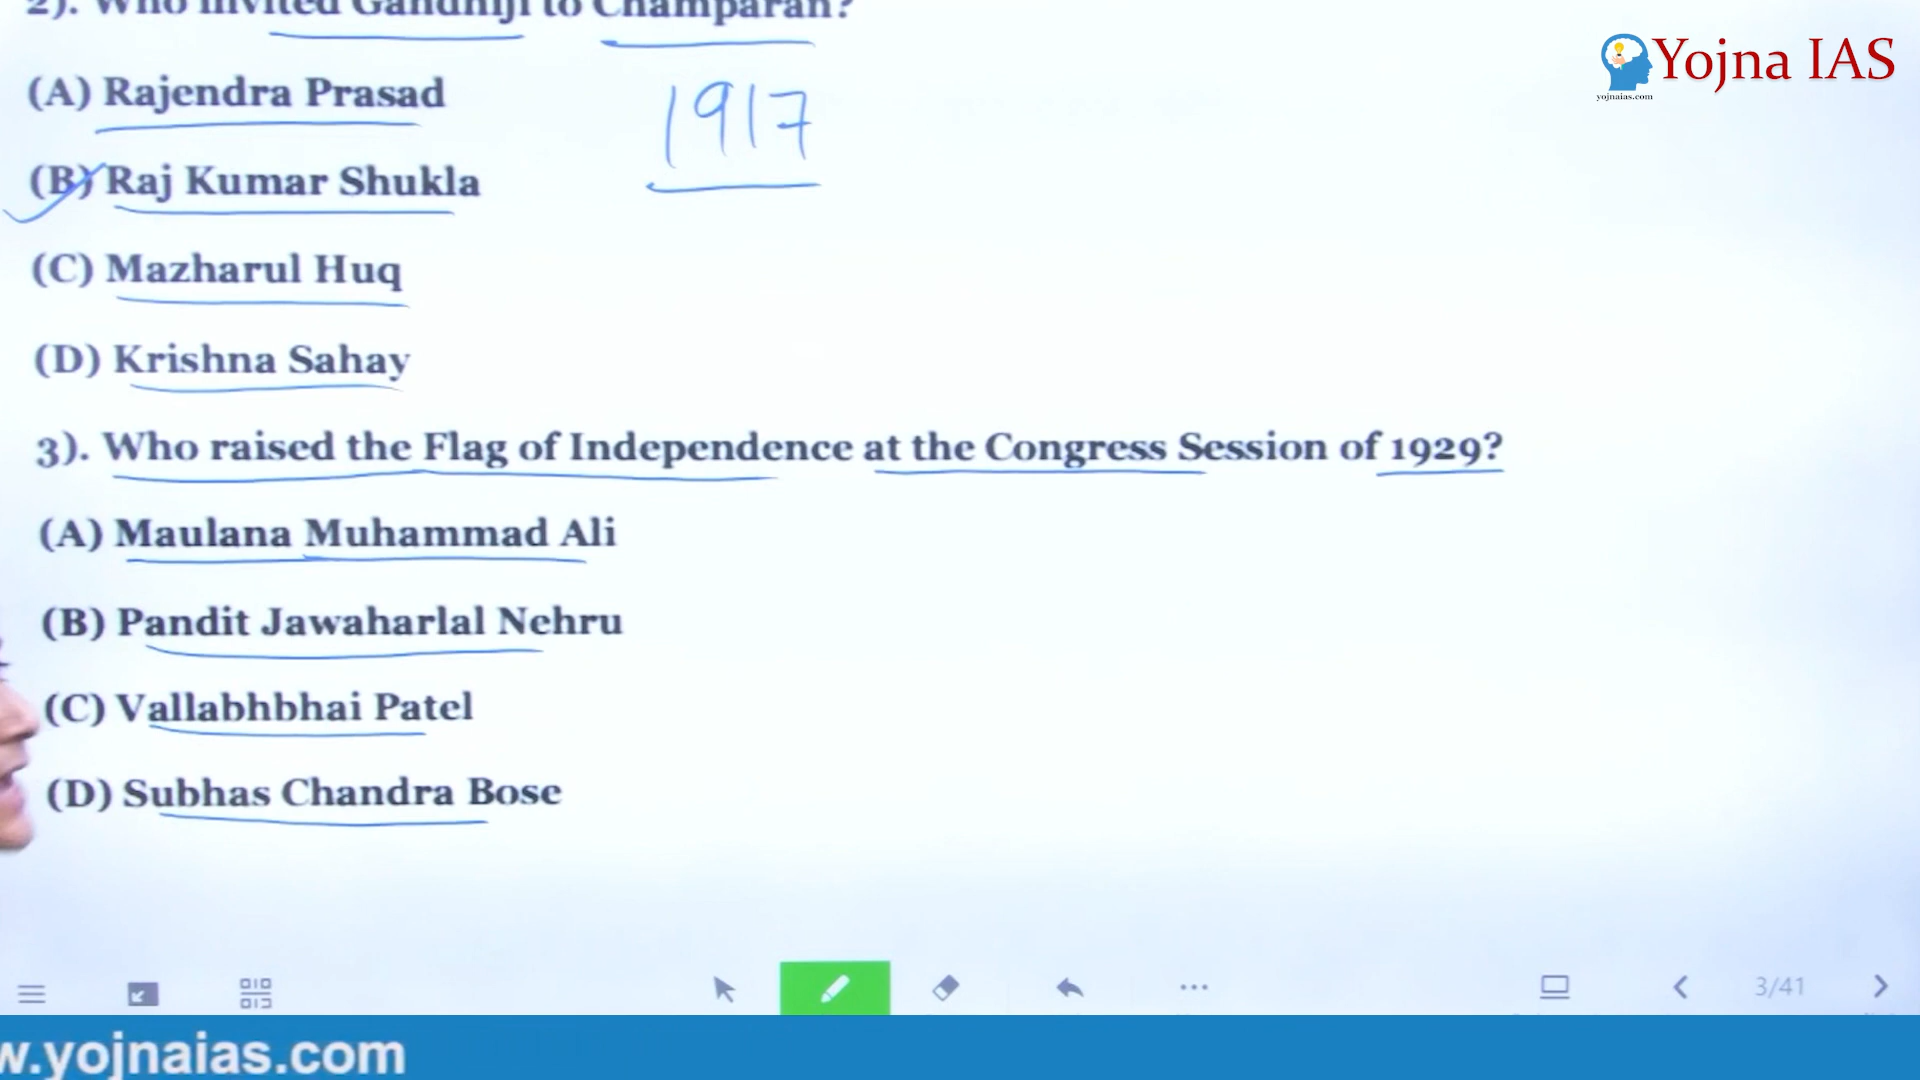 2). Who invited Gandhiji to Champaran?
Yojna IAS
yojnaias.com
(A) Rajendra Prasad
1917
(B) Raj Kumar Shukla
(C) Mazharul Huq
(D) Krishna Sahay
3). Who raised the Flag of Independence at the Congress Session of 1929?
(A) Maulana Muhammad Ali
(B) Pandit Jawaharlal Nehru
(C) Vallabhbhai Patel
(D) Subhas Chandra Bose
3/41
w.yojnaias.com